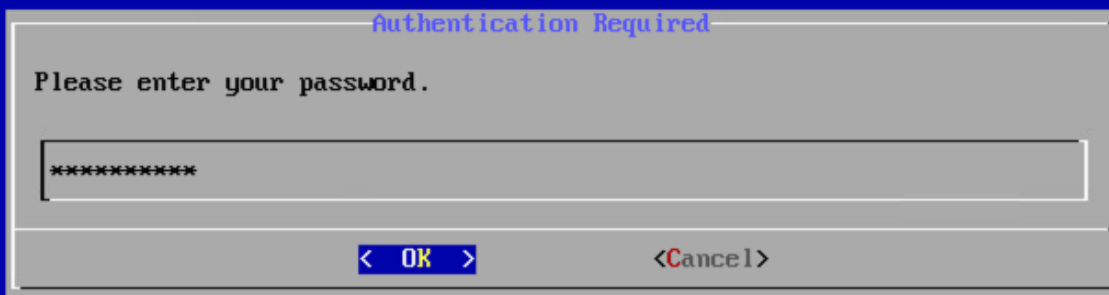 Authentication Required
Please enter your password.
**********
< OK > <Cancel>